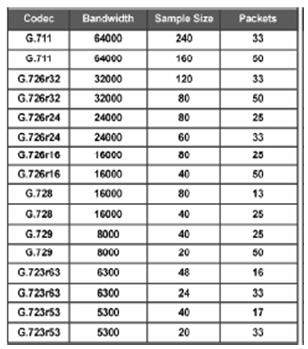 Codec Bandwidth Sample Size Packets
G.711 64000 240 33
G.711 64000 160 50
G.726r32 32000 120 33
G.726r32 32000 80 50
G.726r24 24000 80 25
G.726r24 24000 60 33
G.726r16 16000 80 25
G.726r16 16000 40 50
G.728 16000 80 13
G.728 16000 40 25
G.729 8000 40 25
G.729 8000 20 50
G.723r63 6300 48 16
G.723r63 6300 24 33
G.723r53 5300 40 17
G.723r53 5300 20 33